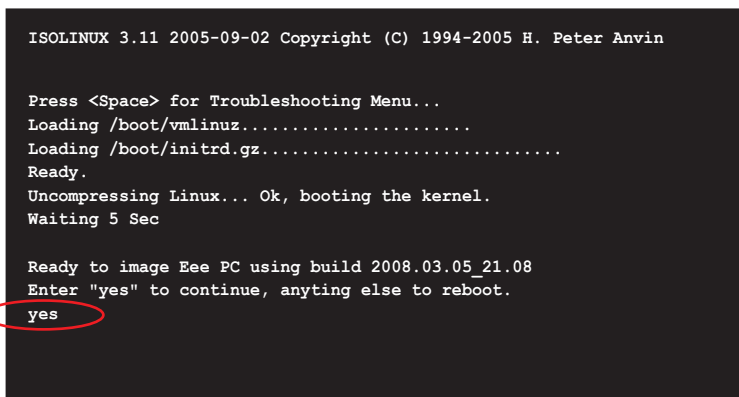 ISOLINUX 3.11 2005-09-02 Copyright (C) 1994-2005 H. Peter Anvin
Press <Space> for Troubleshooting Menu...
Loading /boot/vmlinuz.......................
Loading /boot/initrd.gz..............................
Ready.
Uncompressing Linux... Ok, booting the kernel.
Waiting 5 Sec
Ready to image Eee PC using build 2008.03.05_21.08
Enter "yes" to continue, anyting else to reboot.
yes